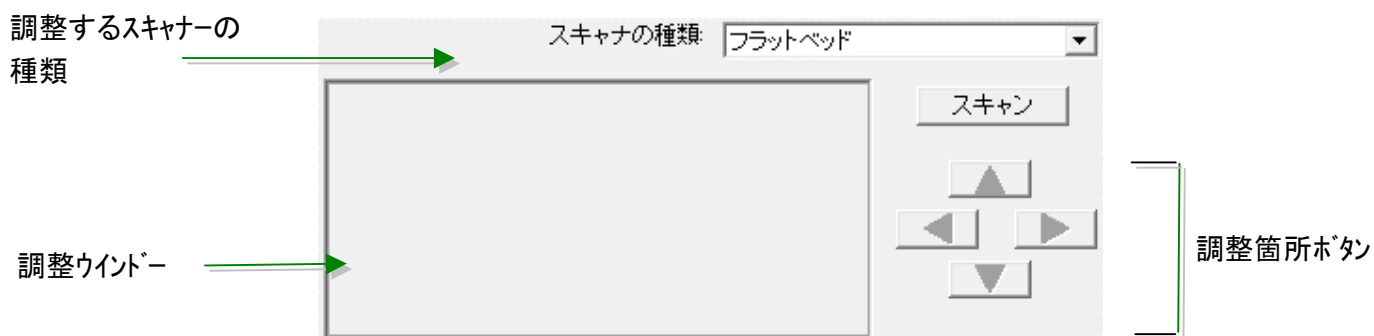 調整するｽｷｬﾅｰの
種類
スキャナの種類:
フラットベッド
スキャン
調整ｳｲﾝﾄﾞｰ
調整箇所ﾎﾞﾀﾝ